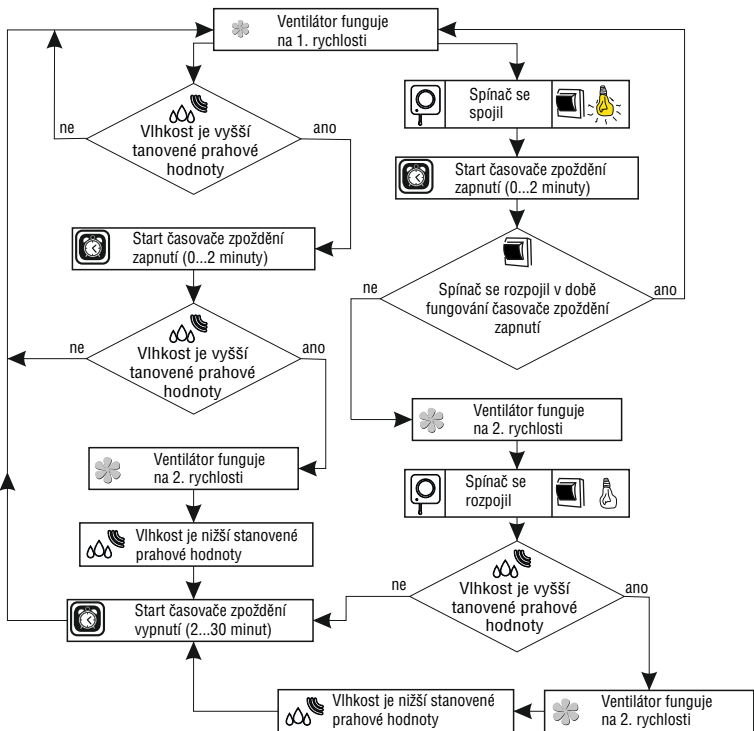 Ventilátor funguje
na 1. rychlosti
Vlhkost je vyšší
tanovené prahové
hodnoty
ne
ano
Start časovače zpoždění
zapnutí (0...2 minuty)
Vlhkost je vyšší
tanovené prahové
hodnoty
ne
ano
Ventilátor funguje
na 2. rychlosti
Vlhkost je nižší stanovené
prahové hodnoty
Start časovače zpoždění
vypnutí (2...30 minut)
Spínač se
spojil
Start časovače zpoždění
zapnutí (0...2 minuty)
Spínač se rozpojil v době
fungování časovače zpoždění
zapnutí
ne
ano
Ventilátor funguje
na 2. rychlosti
Spínač se
rozpojil
Vlhkost je vyšší
tanovené prahové
hodnoty
ne
ano
Ventilátor funguje
na 2. rychlosti
Vlhkost je nižší stanovené
prahové hodnoty